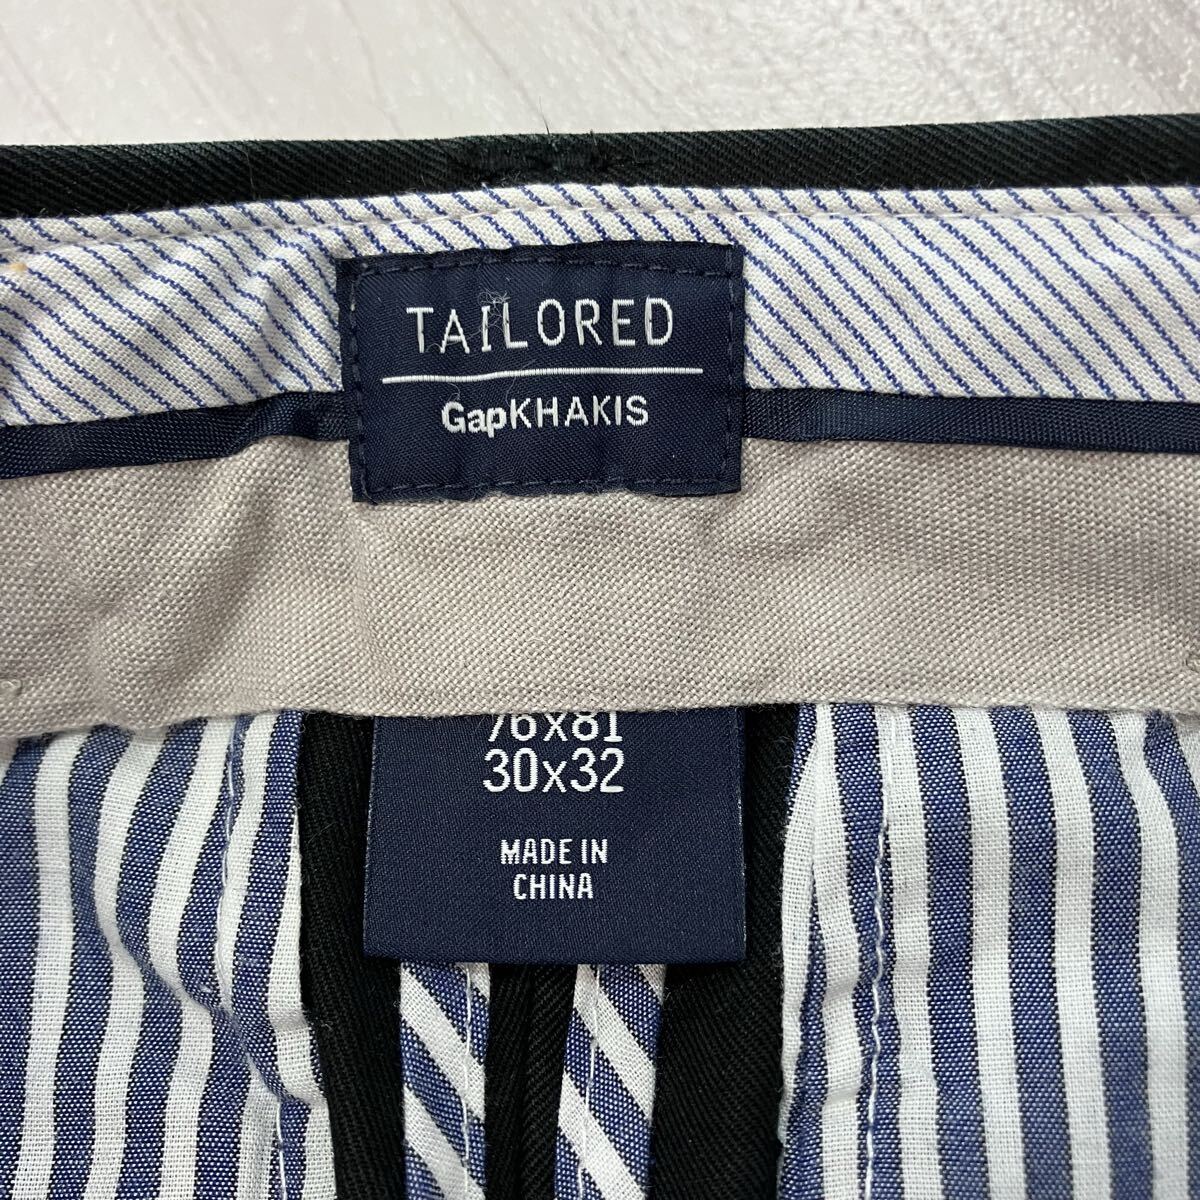 TAILORED
GapKHAKIS
76x81
30x32
MADE IN
CHINA